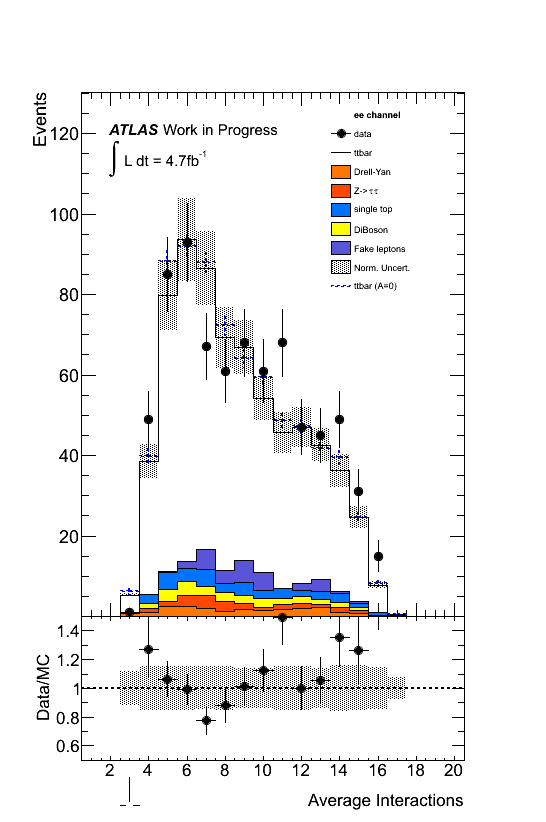 Events
120
100
80
60
40
20
ATLAS Work in Progress
∫ L dt = 4.7fb⁻¹
ee channel
data
ttbar
Drell-Yan
Z->ττ
single top
DiBoson
Fake leptons
Norm. Uncert.
ttbar (A=0)
Data/MC
1.4
1.2
1
0.8
0.6
2 4 6 8 10 12 14 16 18 20
Average Interactions